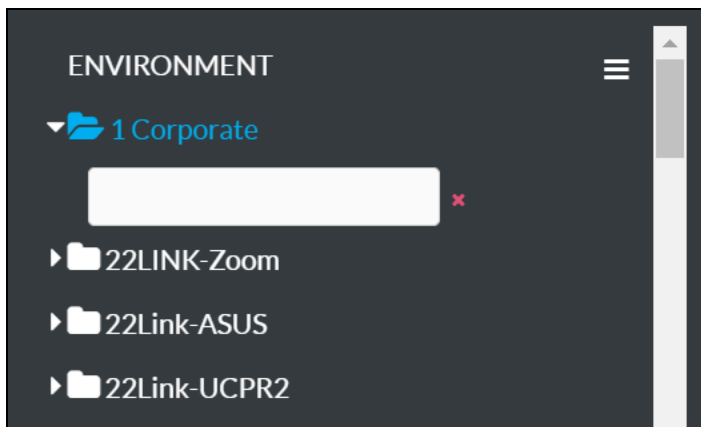 ENVIRONMENT
1 Corporate
22LINK-Zoom
22Link-ASUS
22Link-UCPR2